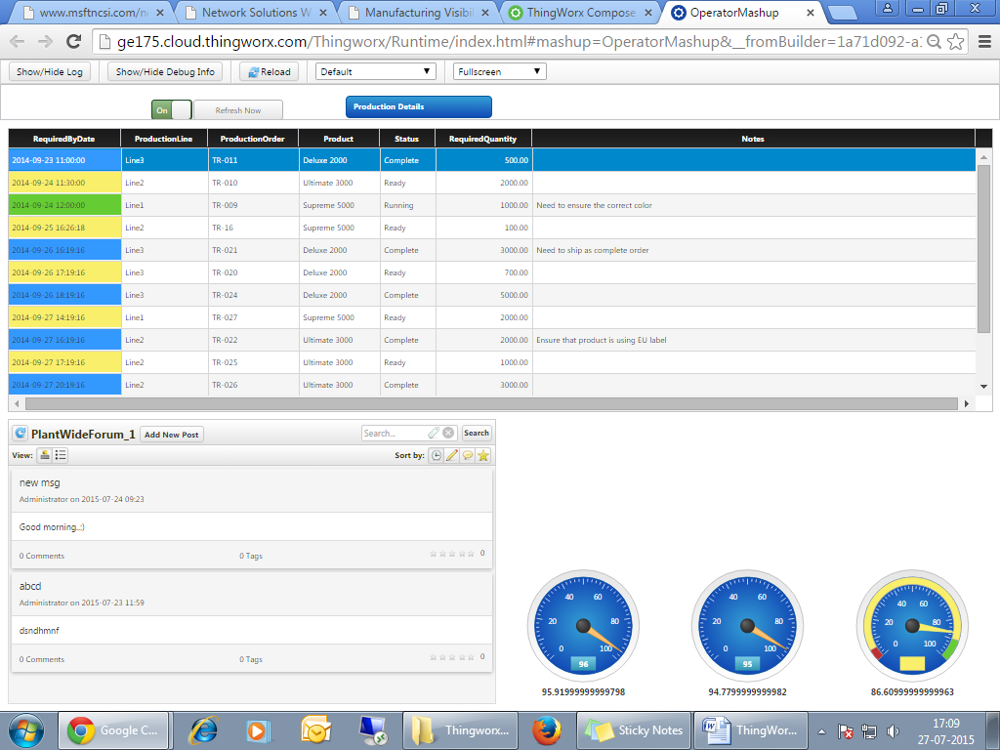 www.msftncsi.com/n
Network Solutions W
Manufacturing Visibil
ThingWorx Compose
OperatorMashup
ge175.cloud.thingworx.com/Thingworx/Runtime/index.html#mashup=OperatorMashup&__fromBuilder=1a71d092-a
Show/Hide Log Show/Hide Debug Info Reload Default Fullscreen
On Refresh Now Production Details
RequiredByDate ProductionLine ProductionOrder Product Status RequiredQuantity Notes
2014-09-23 11:00:00 Line3 TR-011 Deluxe 2000 Complete 500.00
2014-09-24 11:30:00 Line2 TR-010 Ultimate 3000 Ready 2000.00
2014-09-24 12:00:00 Line1 TR-009 Supreme 5000 Running 1000.00 Need to ensure the correct color
2014-09-25 16:26:18 Line2 TR-16 Supreme 5000 Ready 100.00
2014-09-26 16:19:16 Line3 TR-021 Deluxe 2000 Complete 3000.00 Need to ship as complete order
2014-09-26 17:19:16 Line3 TR-020 Deluxe 2000 Ready 700.00
2014-09-26 18:19:16 Line3 TR-024 Deluxe 2000 Complete 5000.00
2014-09-27 14:19:16 Line1 TR-027 Supreme 5000 Ready 2000.00
2014-09-27 16:19:16 Line2 TR-022 Ultimate 3000 Complete 2000.00 Ensure that product is using EU label
2014-09-27 17:19:16 Line2 TR-025 Ultimate 3000 Ready 1000.00
2014-09-27 20:19:16 Line2 TR-026 Ultimate 3000 Complete 3000.00
PlantWideForum_1 Add New Post Search... Search
View: Sort by:
new msg
Administrator on 2015-07-24 09:23
Good morning..:)
0 Comments 0 Tags 0
abcd
Administrator on 2015-07-23 11:59
dsndhmnf
0 Comments 0 Tags 0
0 20 40 60 80 100
96
95.91999999999798
0 20 40 60 80 100
95
94.7799999999982
0 20 40 60 80 100
86.60999999999963
Google C...
Thingworx...
Sticky Notes
ThingWor...
17:09
27-07-2015